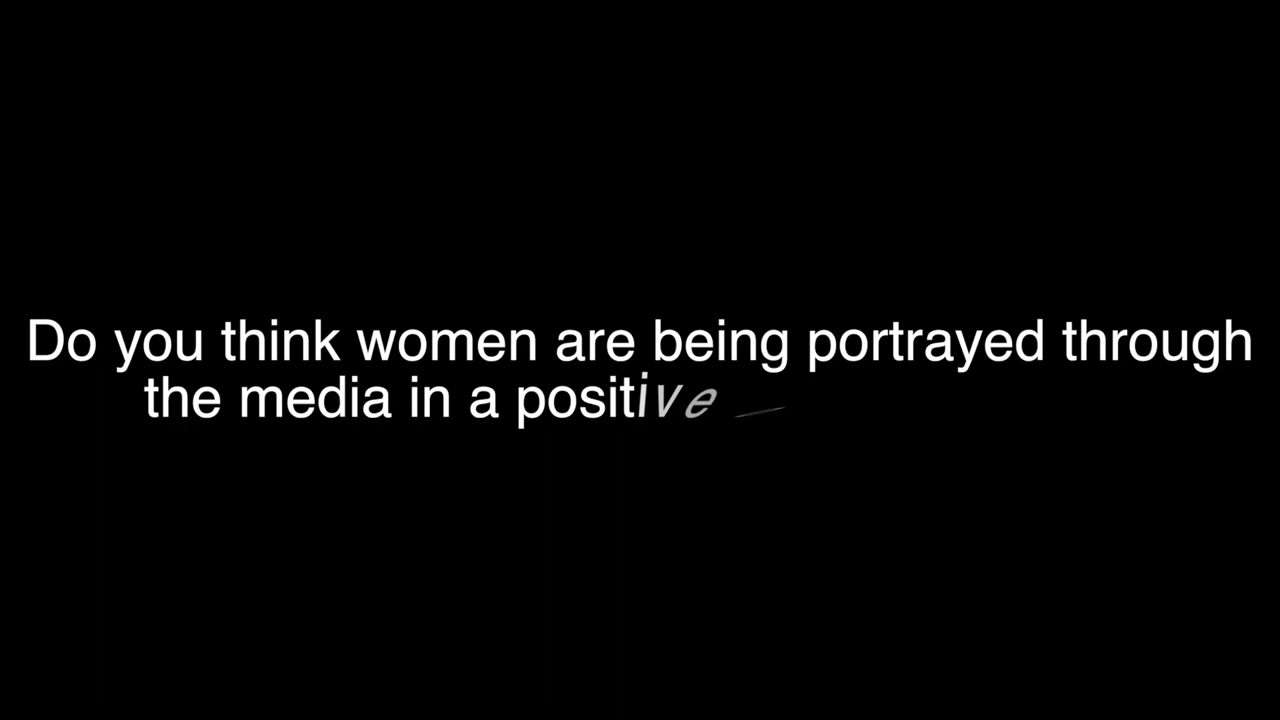 Do you think women are being portrayed through
the media in a positive